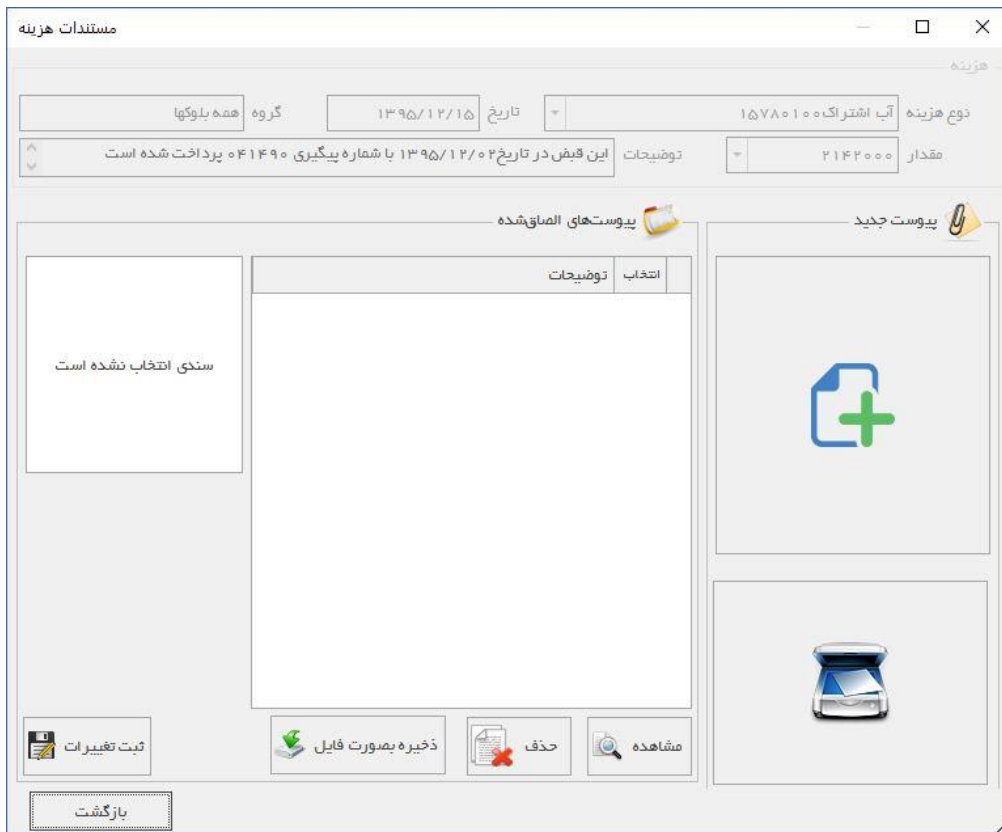 مستندات هزینه
هزینه
نوع هزینه آب اشتراک ۱۵۷۸۰۱۰۰ تاریخ ۱۳۹۵/۱۲/۱۵ گروه همه بلوکها
مقدار ۲۱۴۲۰۰۰ توضیحات این قبض در تاریخ ۱۳۹۵/۱۲/۰۲ با شماره پیگیری ۰۴۱۴۹۰ پرداخت شده است
پیوست جدید
پیوست‌های الصاق‌شده
انتخاب توضیحات
سندی انتخاب نشده است
مشاهده حذف ذخیره بصورت فایل ثبت تغییرات
بازگشت